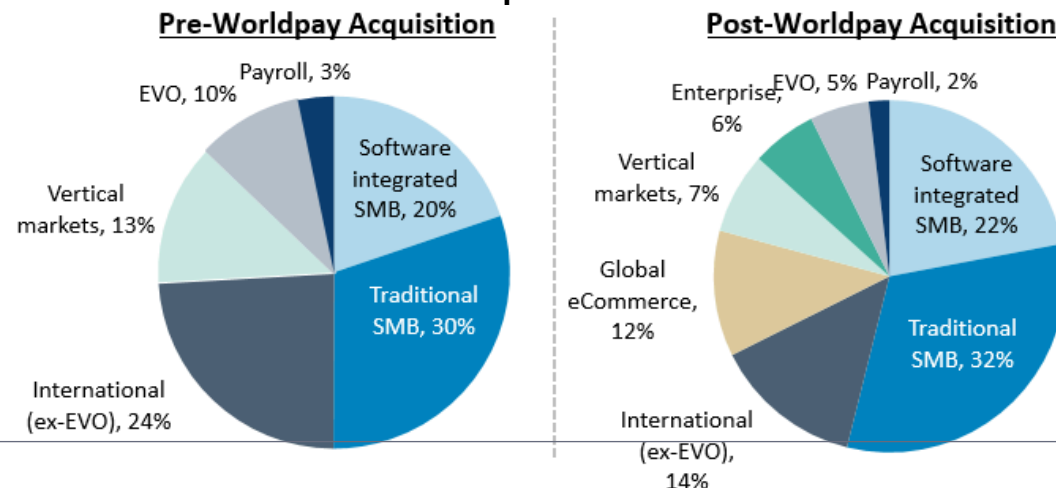 Pre-Worldpay Acquisition
Payroll, 3%
EVO, 10%
Software
integrated
SMB, 20%
Vertical
markets, 13%
Traditional
SMB, 30%
International
(ex-EVO), 24%
Post-Worldpay Acquisition
EVO, 5%
Payroll, 2%
Enterprise,
6%
Software
integrated
SMB, 22%
Vertical
markets, 7%
Global
eCommerce,
12%
Traditional
SMB, 32%
International
(ex-EVO),
14%